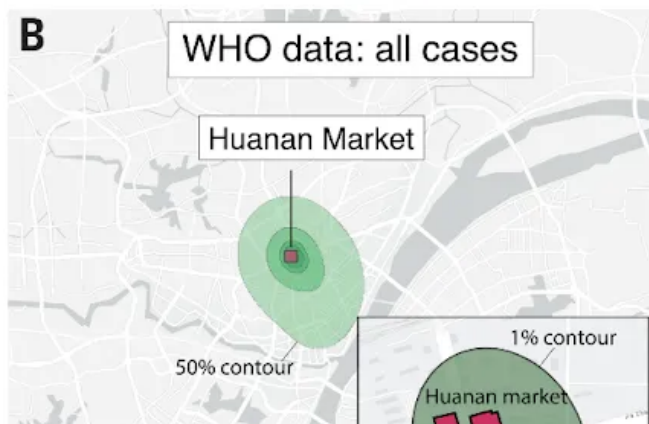 B
WHO data: all cases
Huanan Market
50% contour
1% contour
Huanan market